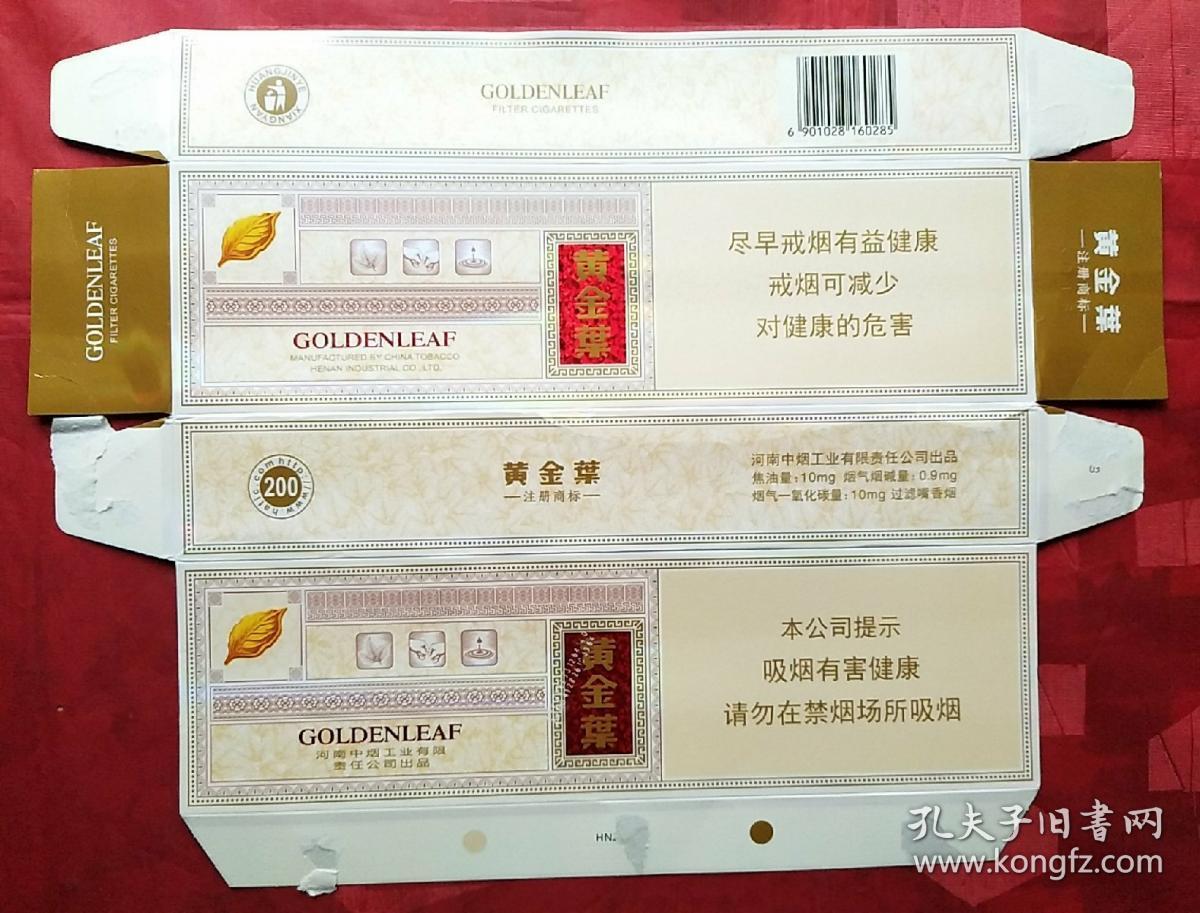 HUANGJINYE
XIANGYAN
GOLDENLEAF
FILTER CIGARETTES
6 901028 160285
GOLDENLEAF
FILTER CIGARETTES
黄金葉
GOLDENLEAF
MANUFACTURED BY CHINA TOBACCO
HENAN INDUSTRIAL CO.,LTD.
尽早戒烟有益健康
戒烟可减少
对健康的危害
黄金葉
注册商标
http://www.hatic.com
200
黄金葉
注册商标
河南中烟工业有限责任公司出品
焦油量:10mg 烟气烟碱量:0.9mg
烟气一氧化碳量:10mg 过滤嘴香烟
03
黄金葉
GOLDENLEAF
河南中烟工业有限
责任公司出品
本公司提示
吸烟有害健康
请勿在禁烟场所吸烟
孔夫子旧書网
www.kongfz.com